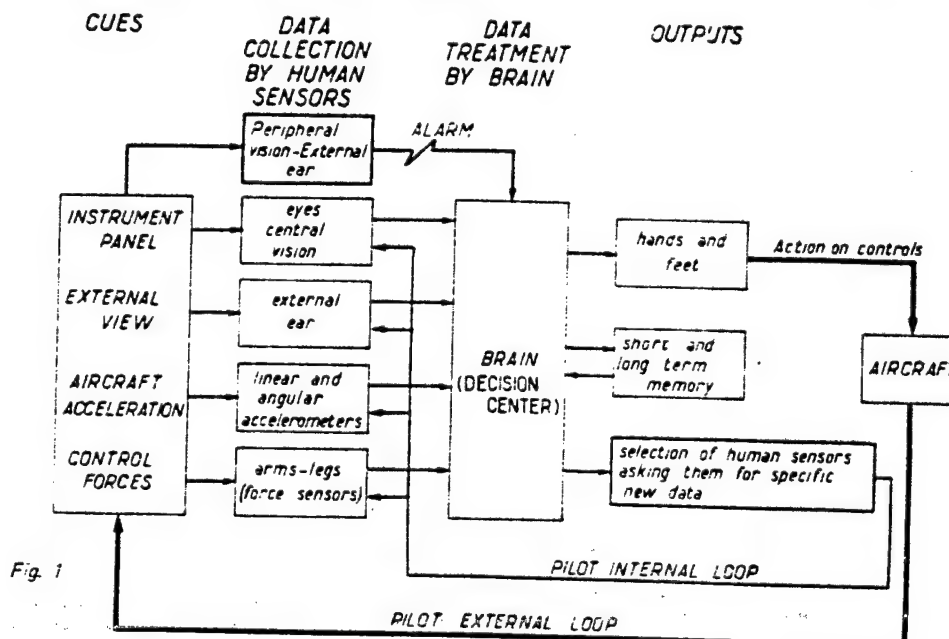 CUES
DATA
COLLECTION
BY HUMAN
SENSORS
DATA
TREATMENT
BY BRAIN
OUTPUTS
Peripheral
vision-External
ear
ALARM
INSTRUMENT
PANEL
EXTERNAL
VIEW
AIRCRAFT
ACCELERATION
CONTROL
FORCES
eyes
central
vision
external
ear
linear and
angular
accelerometers
arms-legs
(force sensors)
BRAIN
(DECISION
CENTER)
hands and
feet
Action on controls
short and
long term
memory
AIRCRAFT
selection of human sensors
asking them for specific
new data
PILOT INTERNAL LOOP
Fig. 1
PILOT EXTERNAL LOOP